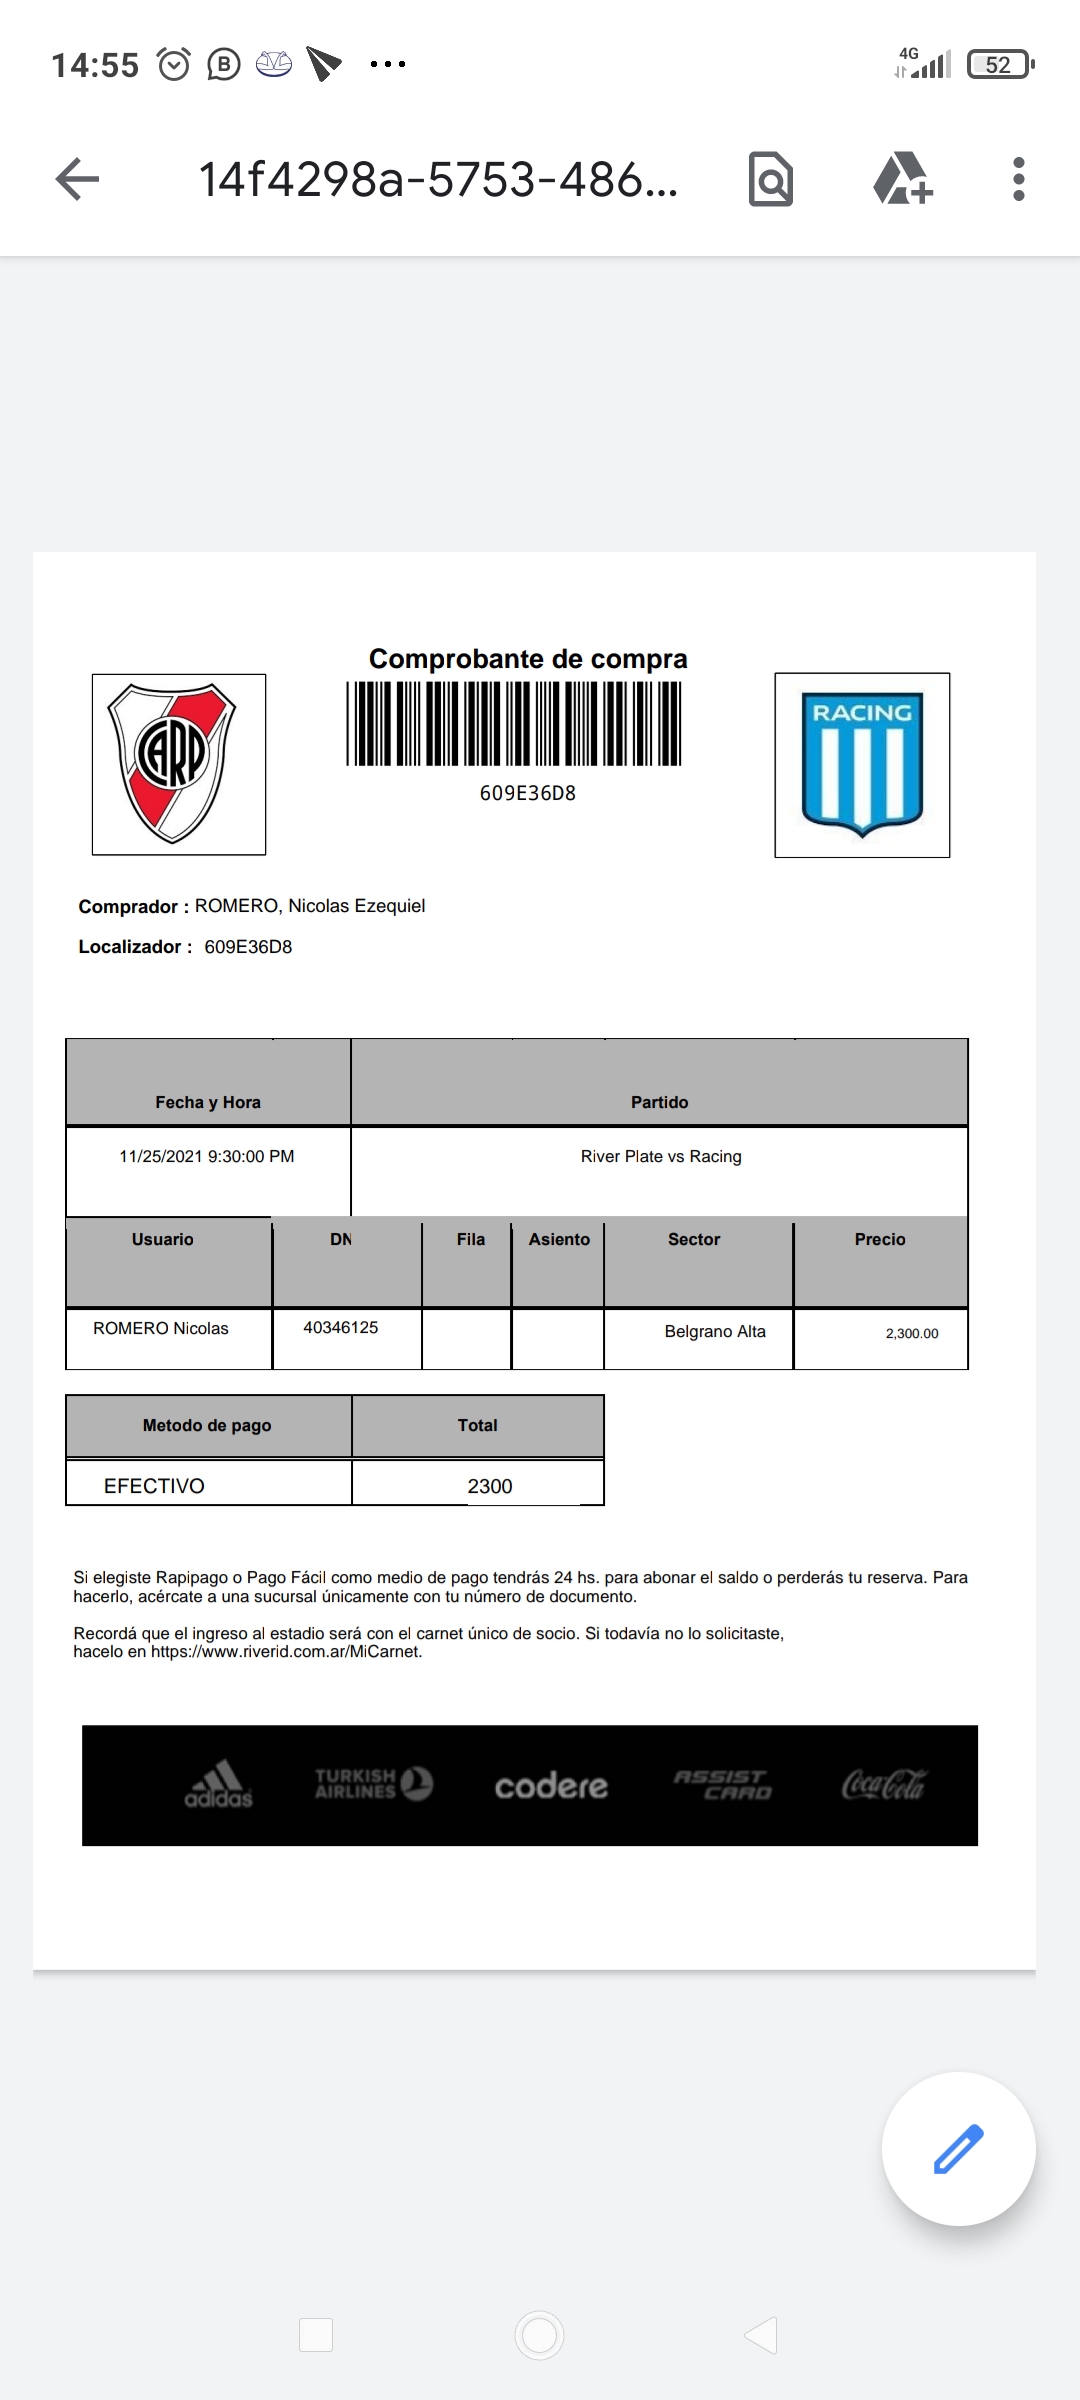 14:55
4G
52
14f4298a-5753-486...
Comprobante de compra
CARP
RACING
609E36D8
Comprador : ROMERO, Nicolas Ezequiel
Localizador : 609E36D8
Fecha y Hora Partido
11/25/2021 9:30:00 PM River Plate vs Racing
Usuario DN Fila Asiento Sector Precio
ROMERO Nicolas 40346125 Belgrano Alta 2,300.00
Metodo de pago Total
EFECTIVO 2300
Si elegiste Rapipago o Pago Fácil como medio de pago tendrás 24 hs. para abonar el saldo o perderás tu reserva. Para
hacerlo, acércate a una sucursal únicamente con tu número de documento.
Recordá que el ingreso al estadio será con el carnet único de socio. Si todavía no lo solicitaste,
hacelo en https://www.riverid.com.ar/MiCarnet.
adidas
TURKISH
AIRLINES
codere
ASSIST
CARD
Coca-Cola